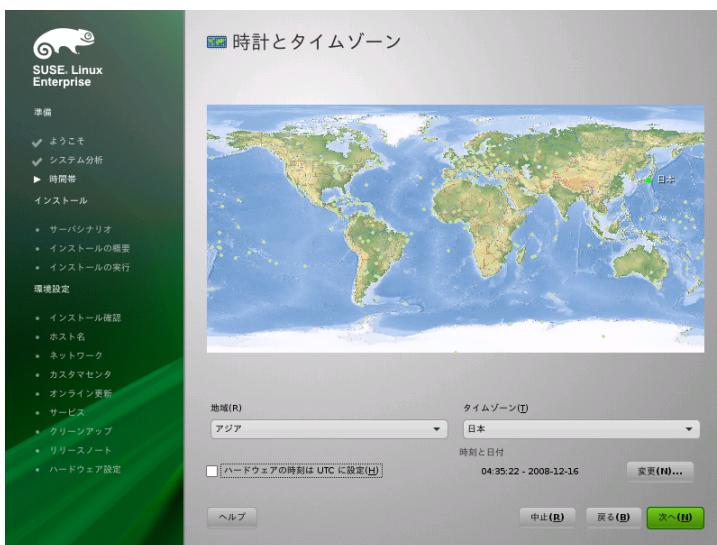 SUSE. Linux
Enterprise
準備
ようこそ
システム分析
時間帯
インストール
サーバシナリオ
インストールの概要
インストールの実行
環境設定
インストール確認
ホスト名
ネットワーク
カスタマセンタ
オンライン更新
サービス
クリーンアップ
リリースノート
ハードウェア設定
時計とタイムゾーン
日本
地域(R)
アジア
タイムゾーン(T)
日本
ハードウェアの時刻は UTC に設定(H)
時刻と日付
04:35:22 - 2008-12-16
変更(N)...
ヘルプ
中止(R)
戻る(B)
次へ(N)